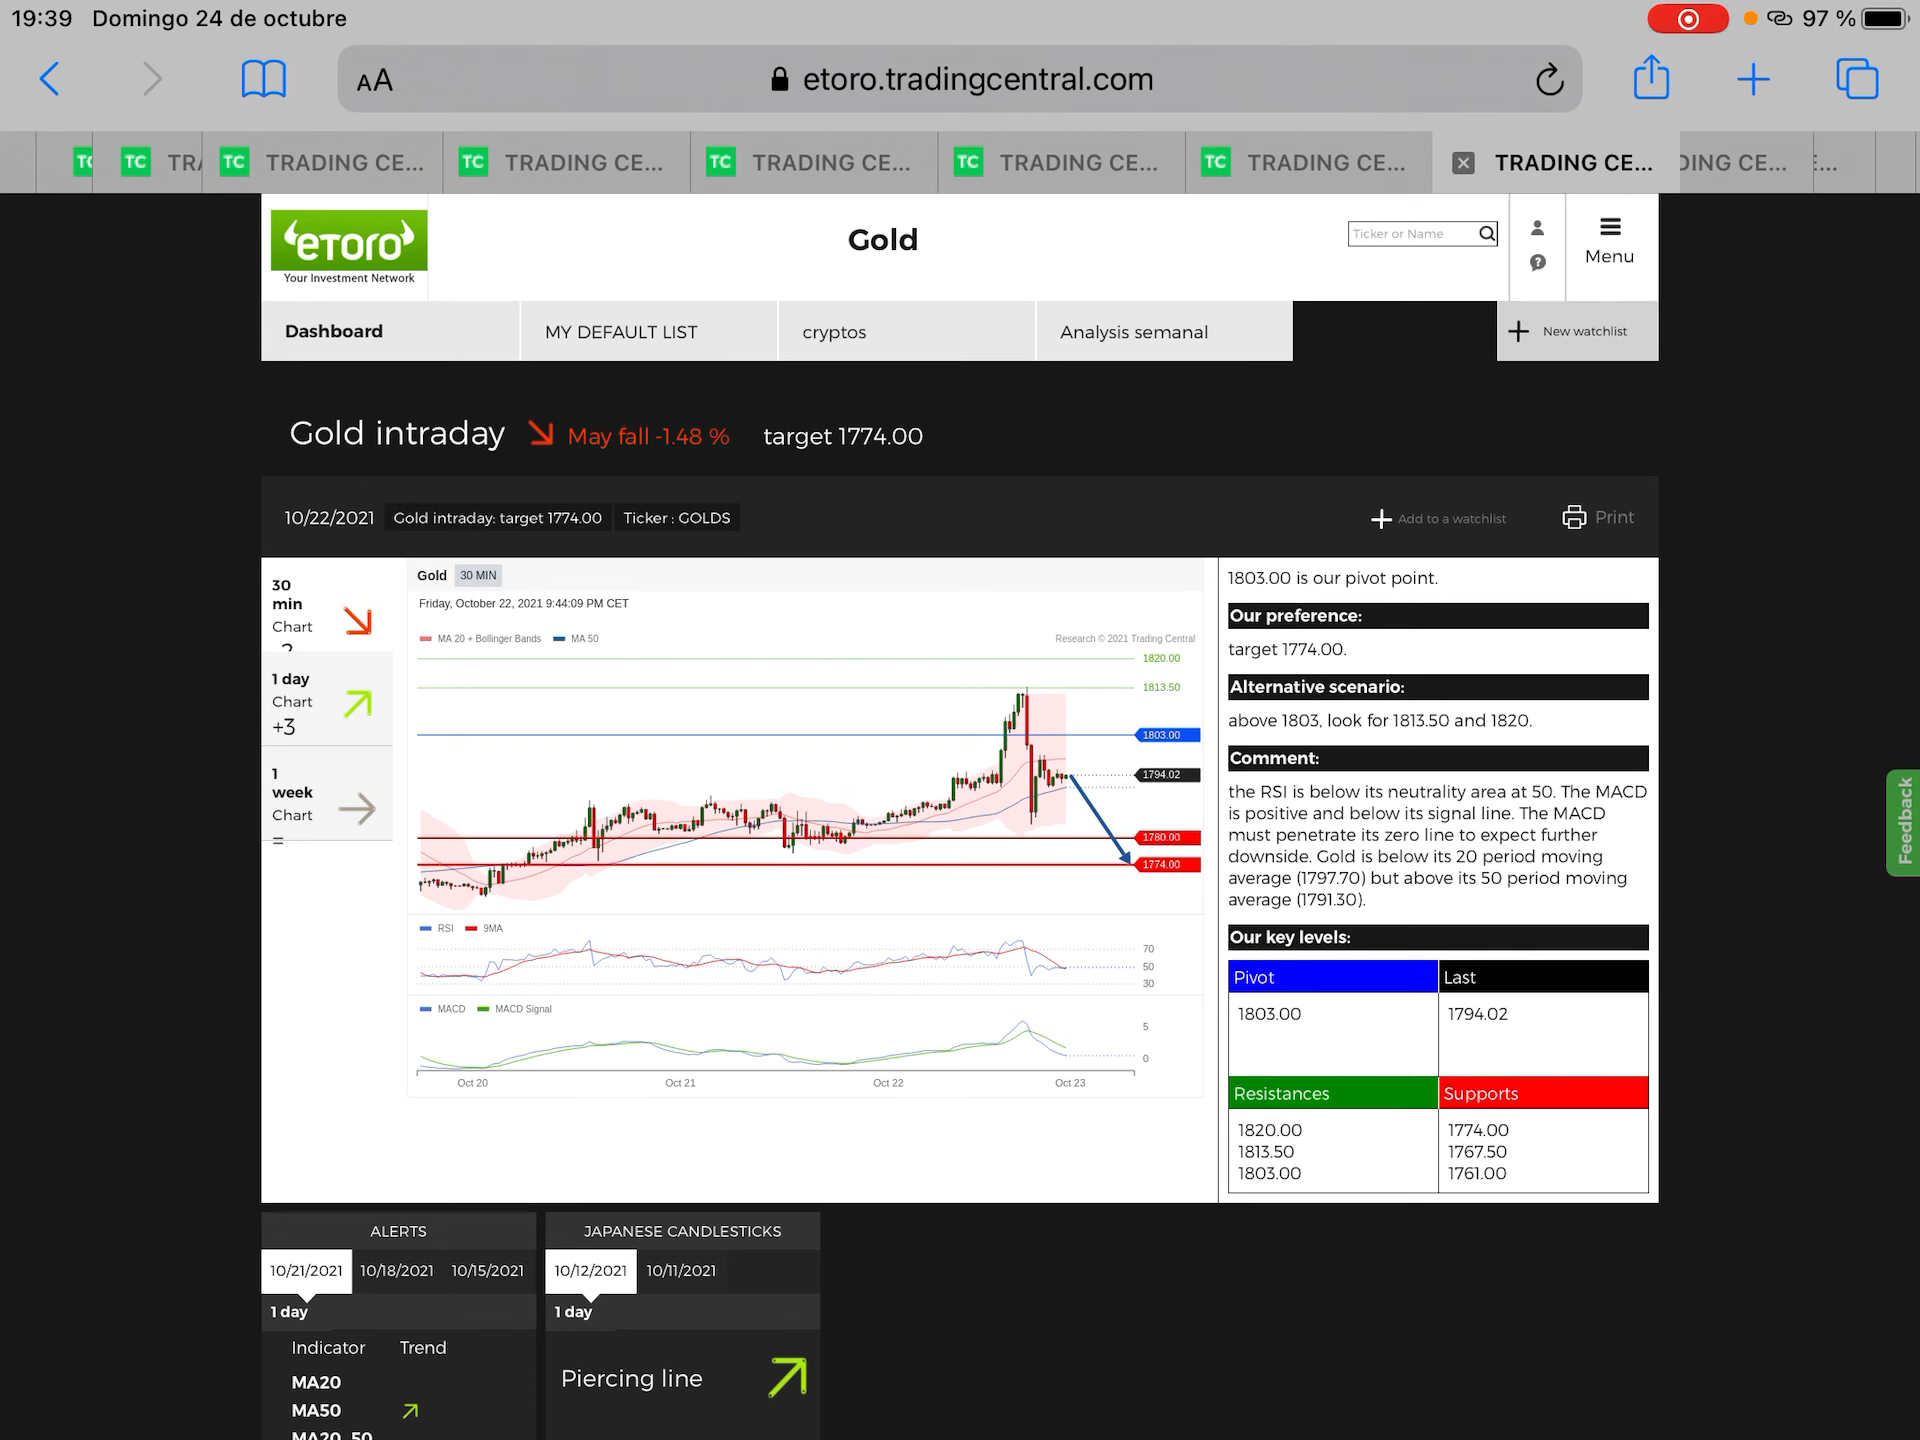 19:39 Domingo 24 de octubre
97 %
AA
etoro.tradingcentral.com
TC TC TRA TC TRADING CE... TC TRADING CE... TC TRADING CE... TC TRADING CE... TC TRADING CE... TRADING CE... DING CE...
eToro
Your Investment Network
Gold
Ticker or Name
Menu
Dashboard
MY DEFAULT LIST
cryptos
Analysis semanal
New watchlist
Gold intraday May fall -1.48 % target 1774.00
10/22/2021 Gold intraday: target 1774.00 Ticker : GOLDS
Add to a watchlist
Print
30
min
Chart
1 day
Chart
+3
1
week
Chart
=
Gold 30 MIN
Friday, October 22, 2021 9:44:09 PM CET
MA 20 + Bollinger Bands MA 50
Research © 2021 Trading Central
1820.00
1813.50
1803.00
1794.02
1780.00
1774.00
RSI 9MA
70
50
30
MACD MACD Signal
5
0
Oct 20 Oct 21 Oct 22 Oct 23
1803.00 is our pivot point.
Our preference:
target 1774.00.
Alternative scenario:
above 1803, look for 1813.50 and 1820.
Comment:
the RSI is below its neutrality area at 50. The MACD
is positive and below its signal line. The MACD
must penetrate its zero line to expect further
downside. Gold is below its 20 period moving
average (1797.70) but above its 50 period moving
average (1791.30).
Our key levels:
Pivot Last
1803.00 1794.02
Resistances Supports
1820.00 1774.00
1813.50 1767.50
1803.00 1761.00
Feedback
ALERTS
10/21/2021 10/18/2021 10/15/2021
1 day
Indicator Trend
MA20
MA50
MA20, 50
JAPANESE CANDLESTICKS
10/12/2021 10/11/2021
1 day
Piercing line